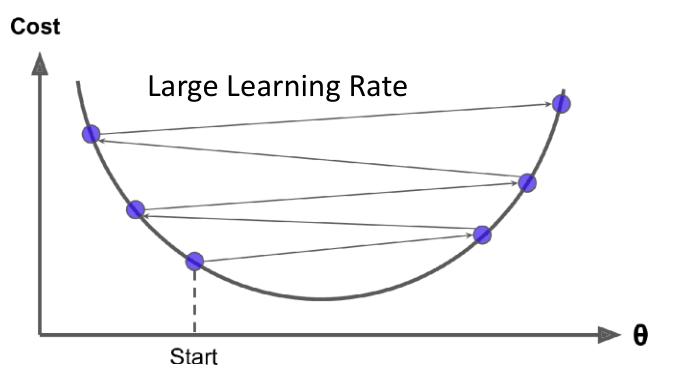 Cost
Large Learning Rate
θ
Start